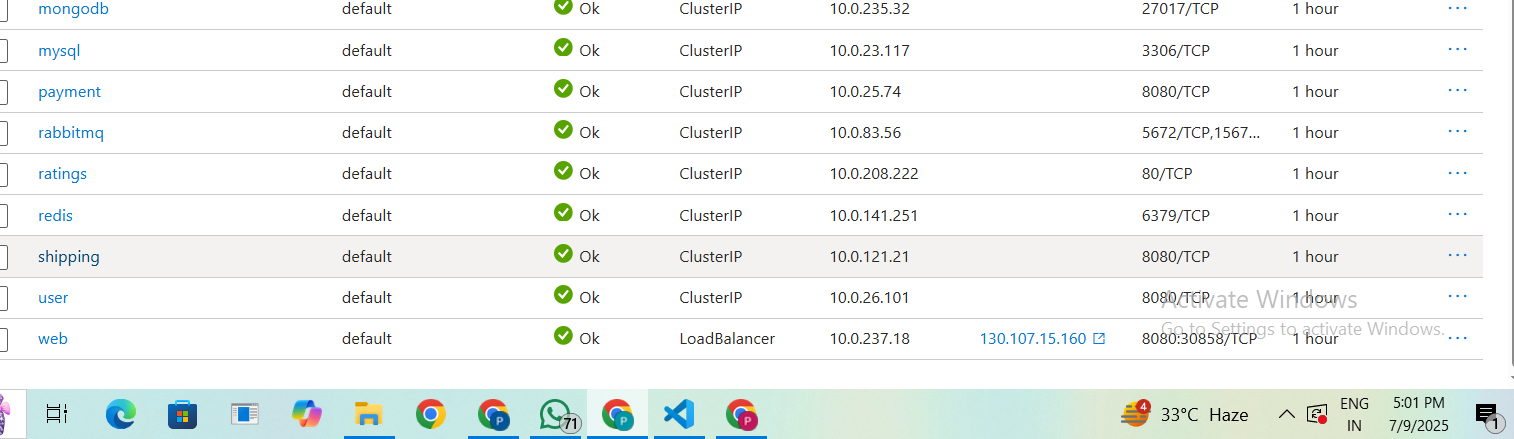 mongodb default Ok ClusterIP 10.0.235.32 27017/TCP 1 hour ...
mysql default Ok ClusterIP 10.0.23.117 3306/TCP 1 hour ...
payment default Ok ClusterIP 10.0.25.74 8080/TCP 1 hour ...
rabbitmq default Ok ClusterIP 10.0.83.56 5672/TCP,1567... 1 hour ...
ratings default Ok ClusterIP 10.0.208.222 80/TCP 1 hour ...
redis default Ok ClusterIP 10.0.141.251 6379/TCP 1 hour ...
shipping default Ok ClusterIP 10.0.121.21 8080/TCP 1 hour ...
user default Ok ClusterIP 10.0.26.101 8080/TCP 1 hour ...
Activate Windows
Go to Settings to activate Windows.
web default Ok LoadBalancer 10.0.237.18 130.107.15.160 8080:30858/TCP 1 hour ...
P 71 P P 4 33°C Haze ENG 5:01 PM
IN 7/9/2025 1